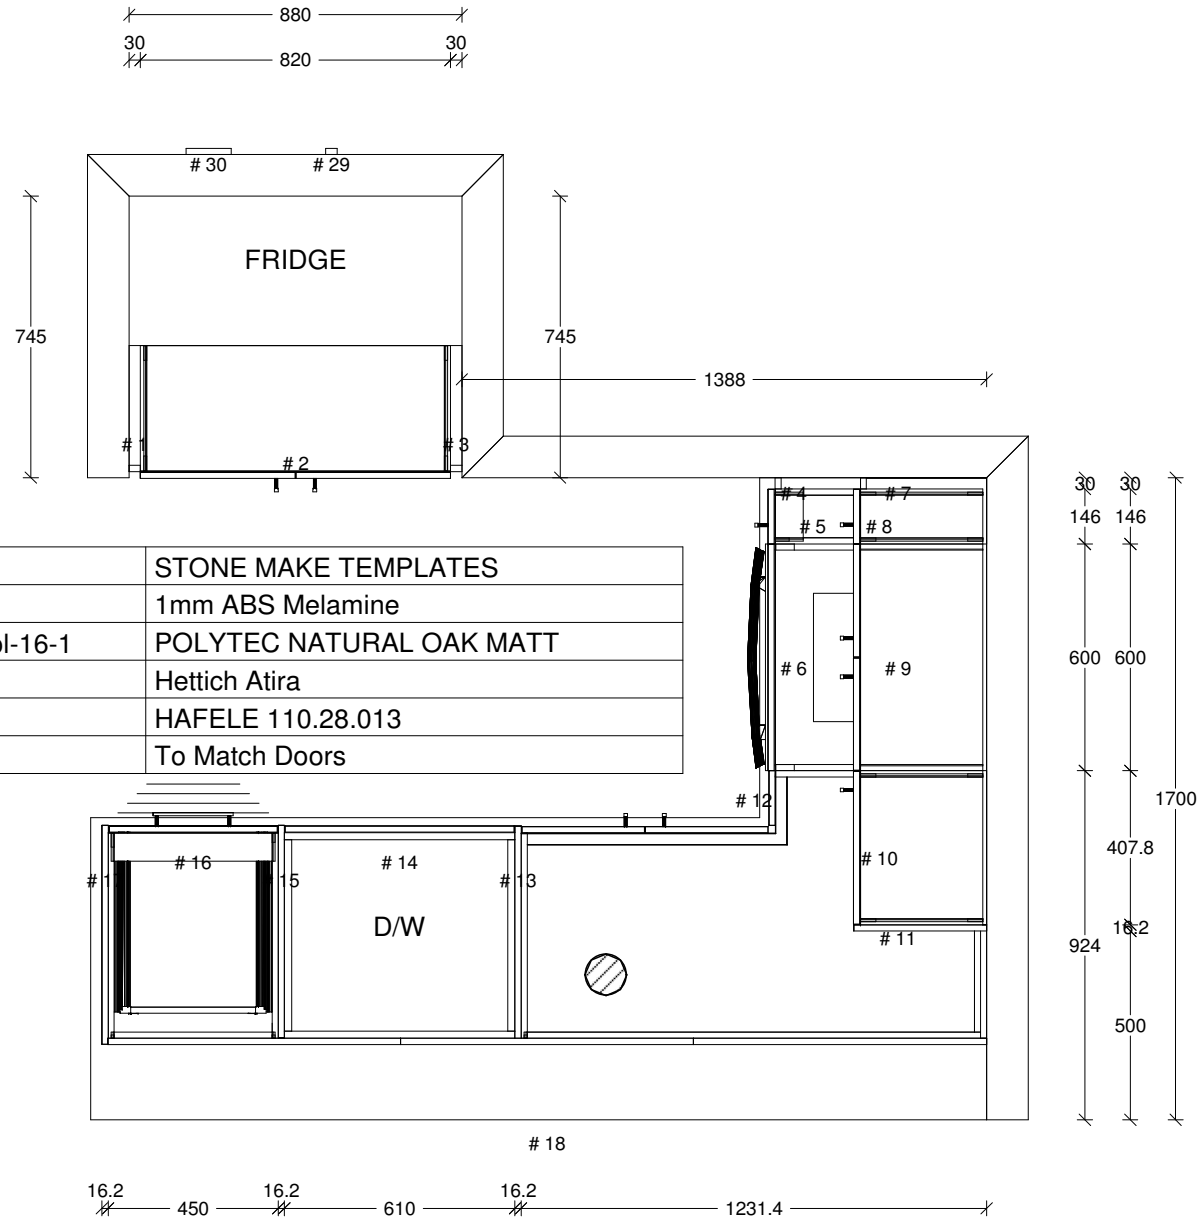 880
30 820 30
# 30 # 29
FRIDGE
745 745
1388
# 1 # 2 # 3
# 4 # 7
# 5 # 8
30 30
146 146
STONE MAKE TEMPLATES
1mm ABS Melamine
ol-16-1 POLYTEC NATURAL OAK MATT
Hettich Atira
HAFELE 110.28.013
To Match Doors
# 6 # 9
600 600
1700
# 12
# 16 # 14 # 10
407.8
15 # 13
D/W
# 11
16.2
924
500
# 18
16.2 16.2 16.2
450 610 1231.4